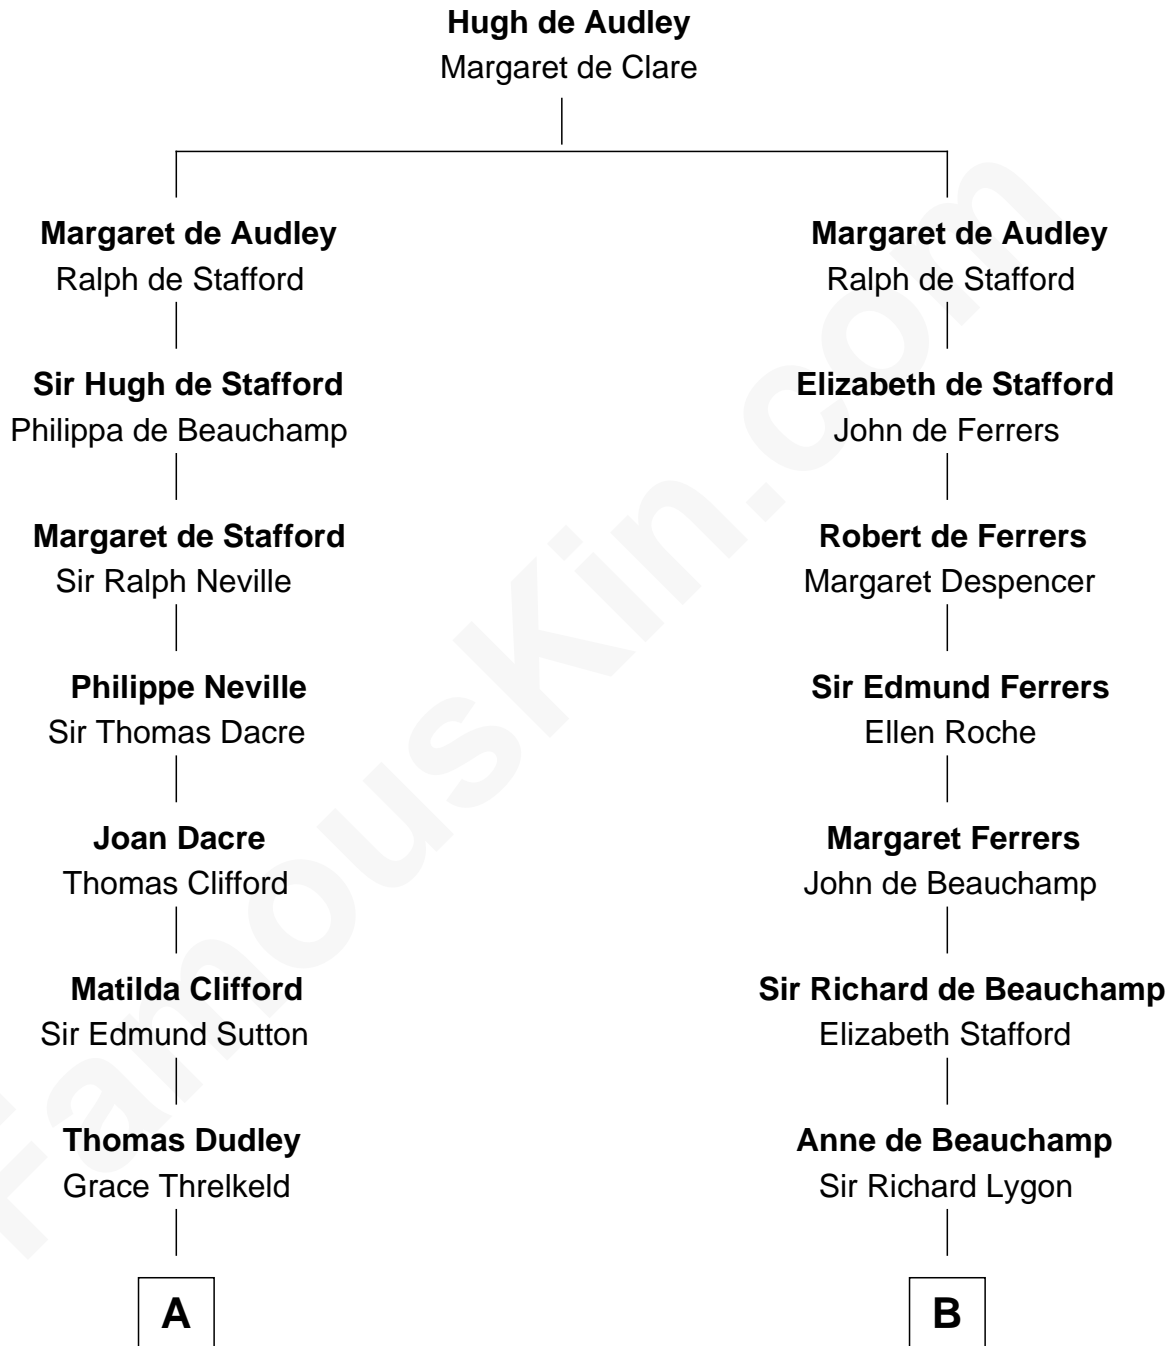 Hugh de Audley
Margaret de Clare
Margaret de Audley
Ralph de Stafford
Margaret de Audley
Ralph de Stafford
Sir Hugh de Stafford
Philippa de Beauchamp
Elizabeth de Stafford
John de Ferrers
Margaret de Stafford
Sir Ralph Neville
Robert de Ferrers
Margaret Despencer
Philippe Neville
Sir Thomas Dacre
Sir Edmund Ferrers
Ellen Roche
Joan Dacre
Thomas Clifford
Margaret Ferrers
John de Beauchamp
Matilda Clifford
Sir Edmund Sutton
Sir Richard de Beauchamp
Elizabeth Stafford
Thomas Dudley
Grace Threlkeld
Anne de Beauchamp
Sir Richard Lygon
A
B
FamousKin.com